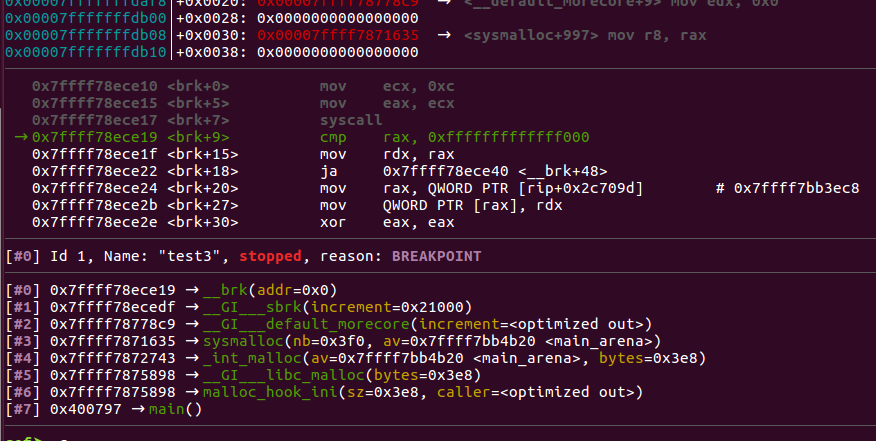 0x00007fffffffdaf8│+0x0020: 0x00007ffff78778c9 → <__default_morecore+9> mov edx, 0x0
0x00007fffffffdb00│+0x0028: 0x0000000000000000
0x00007fffffffdb08│+0x0030: 0x00007ffff7871635 → <sysmalloc+997> mov r8, rax
0x00007fffffffdb10│+0x0038: 0x0000000000000000
0x7ffff78ece10 <brk+0> mov ecx, 0xc
0x7ffff78ece15 <brk+5> mov eax, ecx
0x7ffff78ece17 <brk+7> syscall
→ 0x7ffff78ece19 <brk+9> cmp rax, 0xfffffffffffff000
0x7ffff78ece1f <brk+15> mov rdx, rax
0x7ffff78ece22 <brk+18> ja 0x7ffff78ece40 <__brk+48>
0x7ffff78ece24 <brk+20> mov rax, QWORD PTR [rip+0x2c709d] # 0x7ffff7bb3ec8
0x7ffff78ece2b <brk+27> mov QWORD PTR [rax], rdx
0x7ffff78ece2e <brk+30> xor eax, eax
[#0] Id 1, Name: "test3", stopped, reason: BREAKPOINT
[#0] 0x7ffff78ece19 → __brk(addr=0x0)
[#1] 0x7ffff78ecedf → __GI___sbrk(increment=0x21000)
[#2] 0x7ffff78778c9 → __GI___default_morecore(increment=<optimized out>)
[#3] 0x7ffff7871635 → sysmalloc(nb=0x3f0, av=0x7ffff7bb4b20 <main_arena>)
[#4] 0x7ffff7872743 → _int_malloc(av=0x7ffff7bb4b20 <main_arena>, bytes=0x3e8)
[#5] 0x7ffff7875898 → __GI___libc_malloc(bytes=0x3e8)
[#6] 0x7ffff7875898 → malloc_hook_ini(sz=0x3e8, caller=<optimized out>)
[#7] 0x400797 → main()